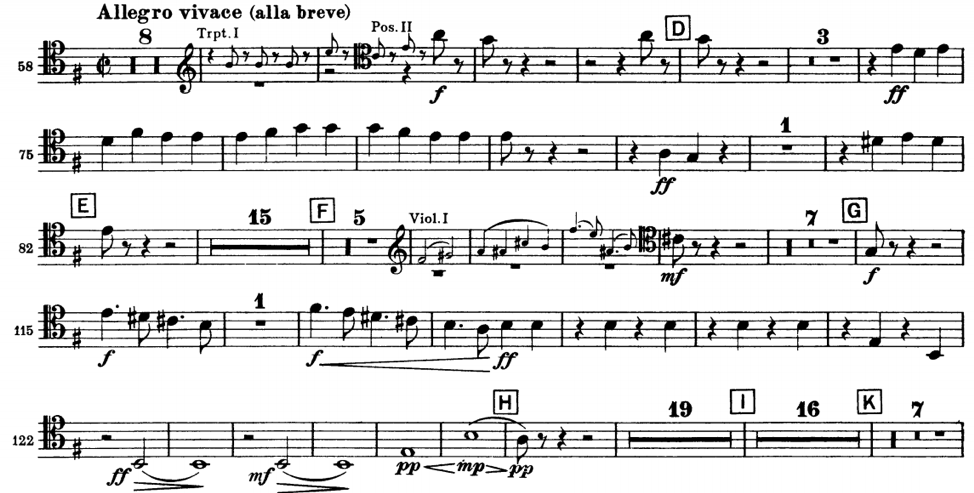 Allegro vivace (alla breve)
8 Trpt. I Pos. II D 3
58
f ff
1
75
ff
E 15 F 5 Viol. I 7 G
82
mf f
1
115
f f ff
H 19 I 16 K 7
122
ff mf pp mp pp